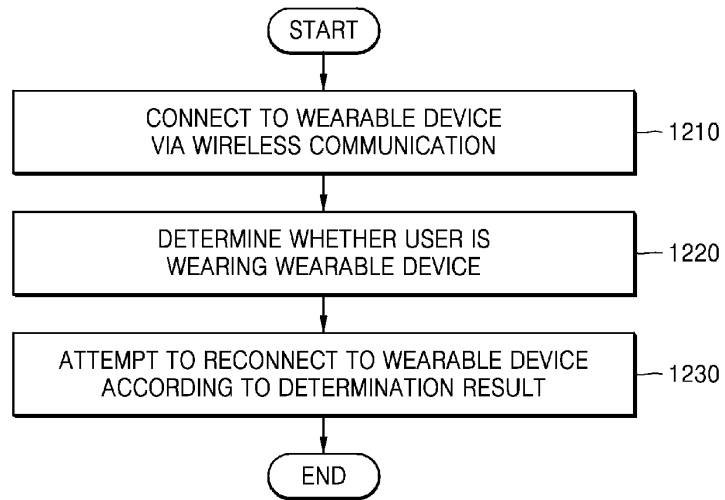 START
CONNECT TO WEARABLE DEVICE
VIA WIRELESS COMMUNICATION
1210
DETERMINE WHETHER USER IS
WEARING WEARABLE DEVICE
1220
ATTEMPT TO RECONNECT TO WEARABLE DEVICE
ACCORDING TO DETERMINATION RESULT
1230
END